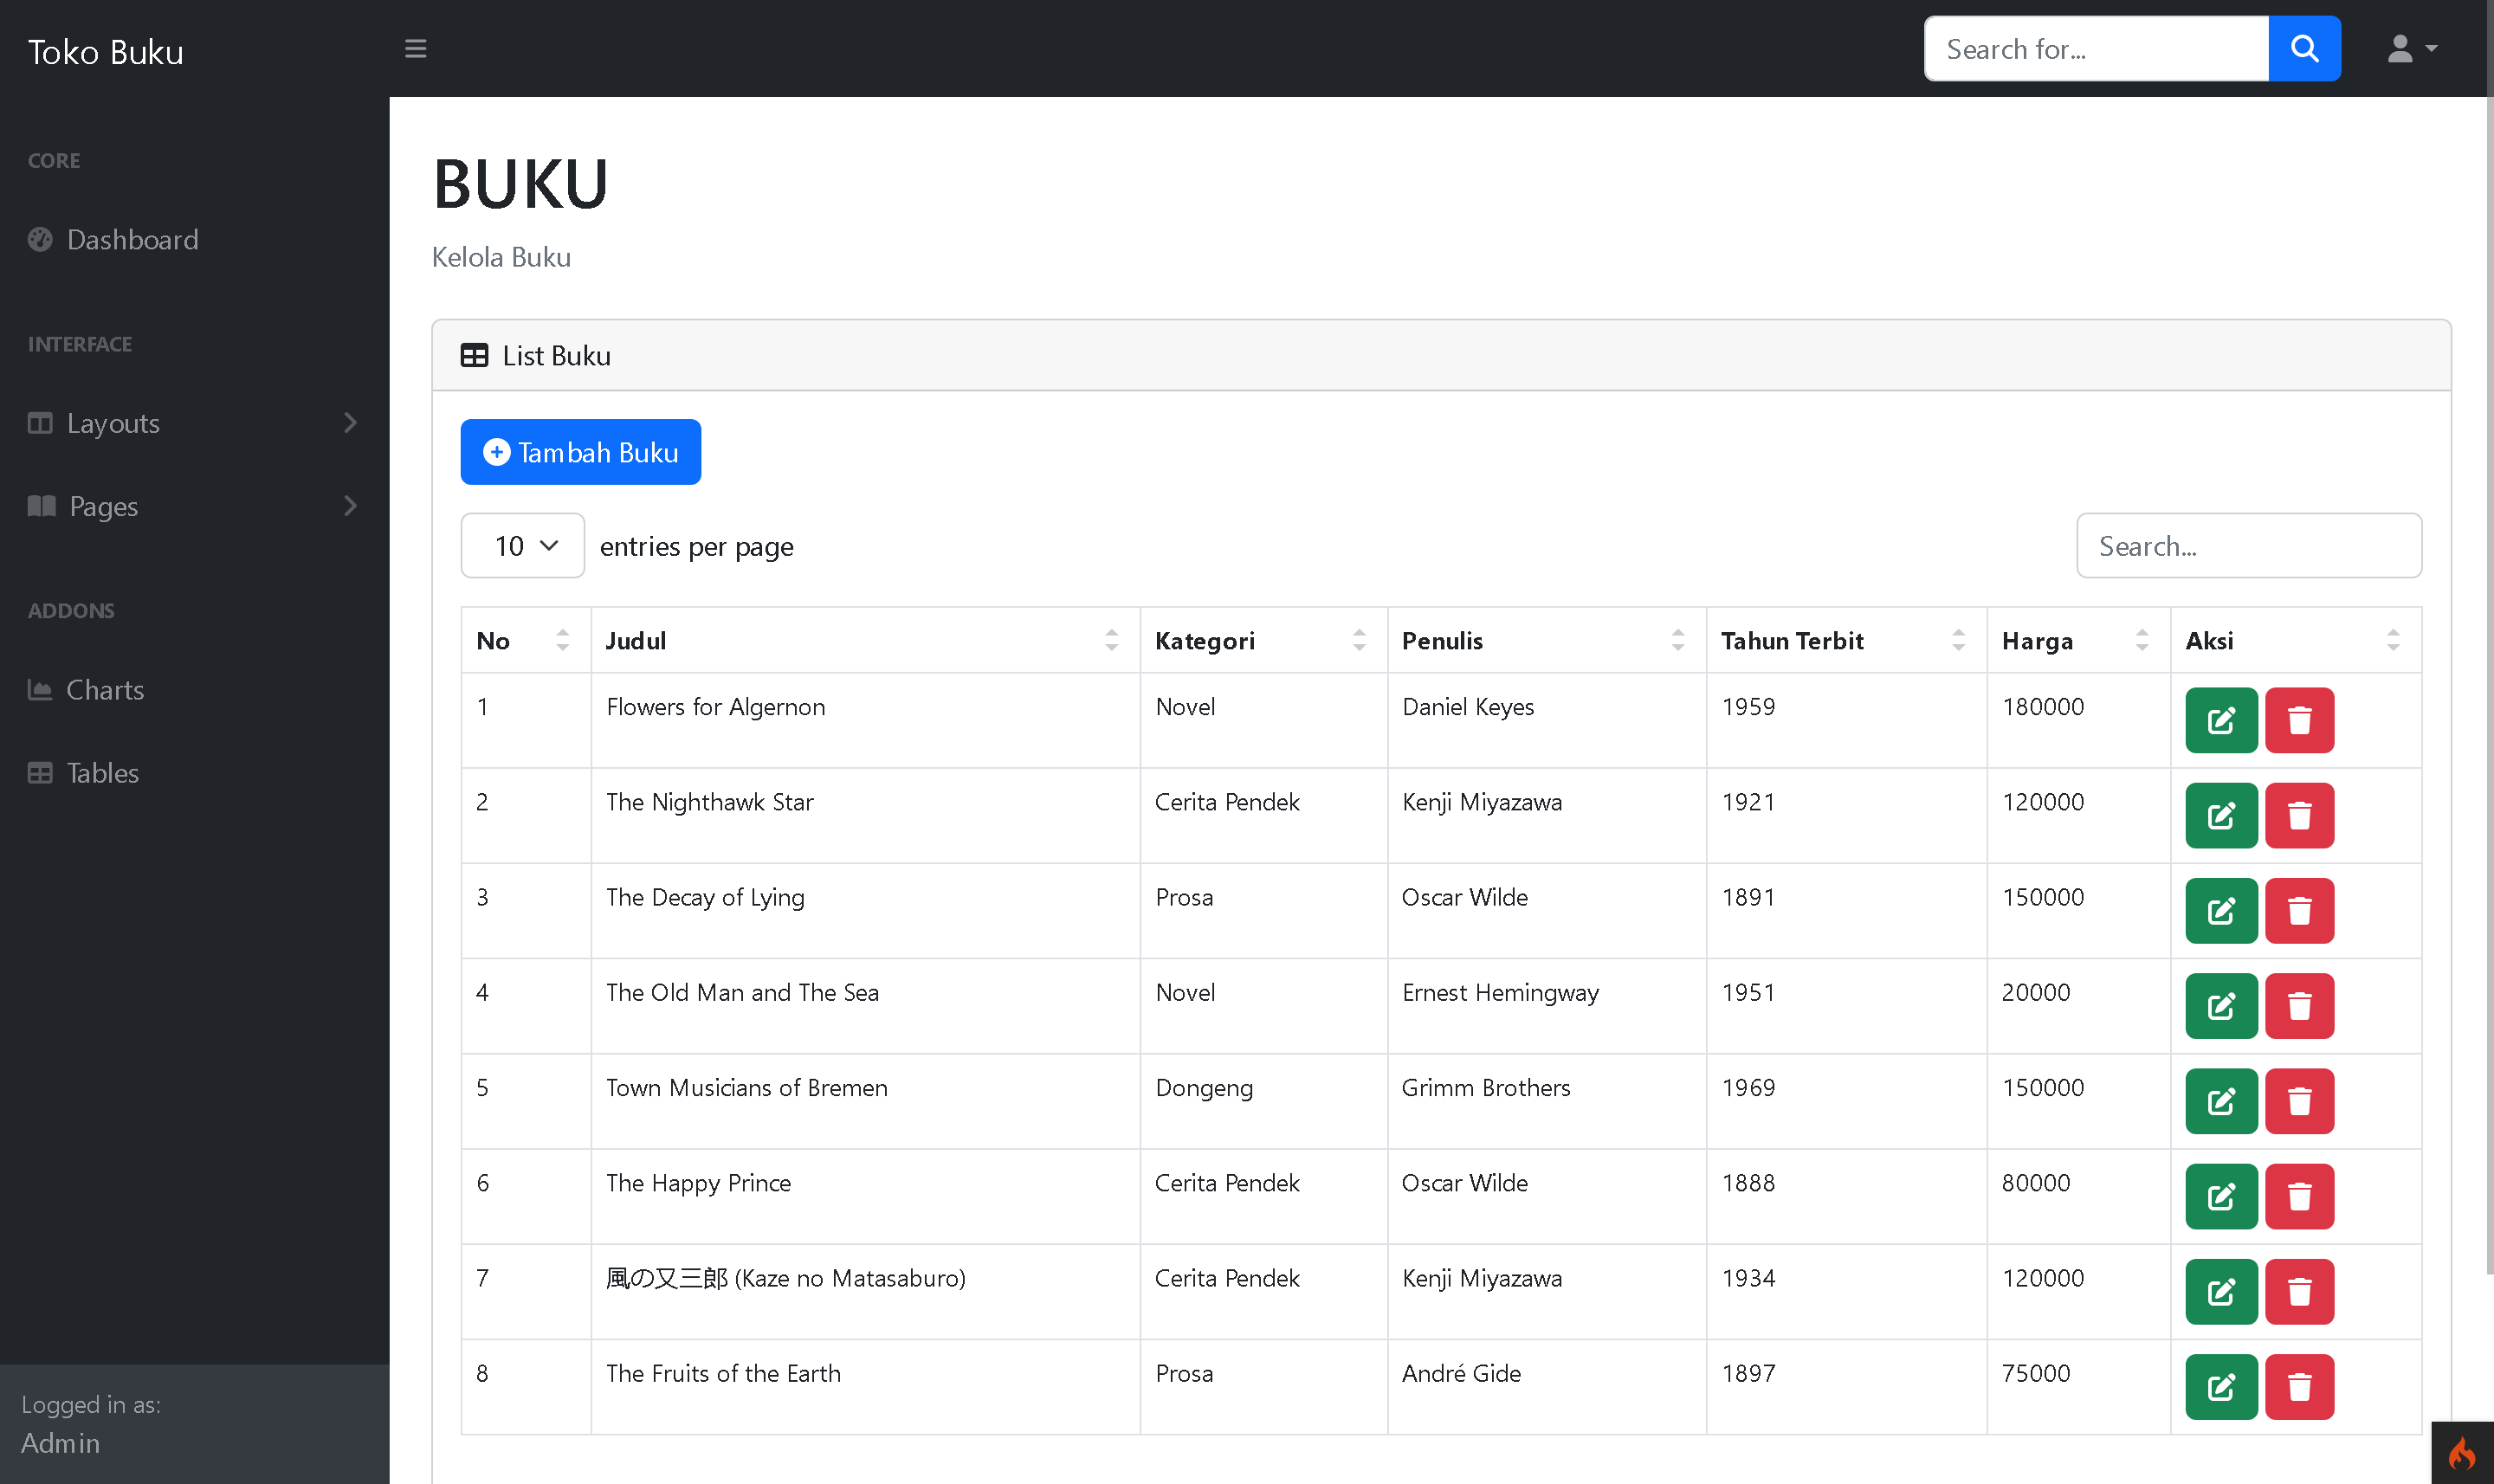 Toko Buku
Search for...
CORE
Dashboard
INTERFACE
Layouts
Pages
ADDONS
Charts
Tables
Logged in as:
Admin
BUKU
Kelola Buku
List Buku
Tambah Buku
10 entries per page
Search...
No Judul Kategori Penulis Tahun Terbit Harga Aksi
1 Flowers for Algernon Novel Daniel Keyes 1959 180000
2 The Nighthawk Star Cerita Pendek Kenji Miyazawa 1921 120000
3 The Decay of Lying Prosa Oscar Wilde 1891 150000
4 The Old Man and The Sea Novel Ernest Hemingway 1951 20000
5 Town Musicians of Bremen Dongeng Grimm Brothers 1969 150000
6 The Happy Prince Cerita Pendek Oscar Wilde 1888 80000
7 風の又三郎 (Kaze no Matasaburo) Cerita Pendek Kenji Miyazawa 1934 120000
8 The Fruits of the Earth Prosa André Gide 1897 75000